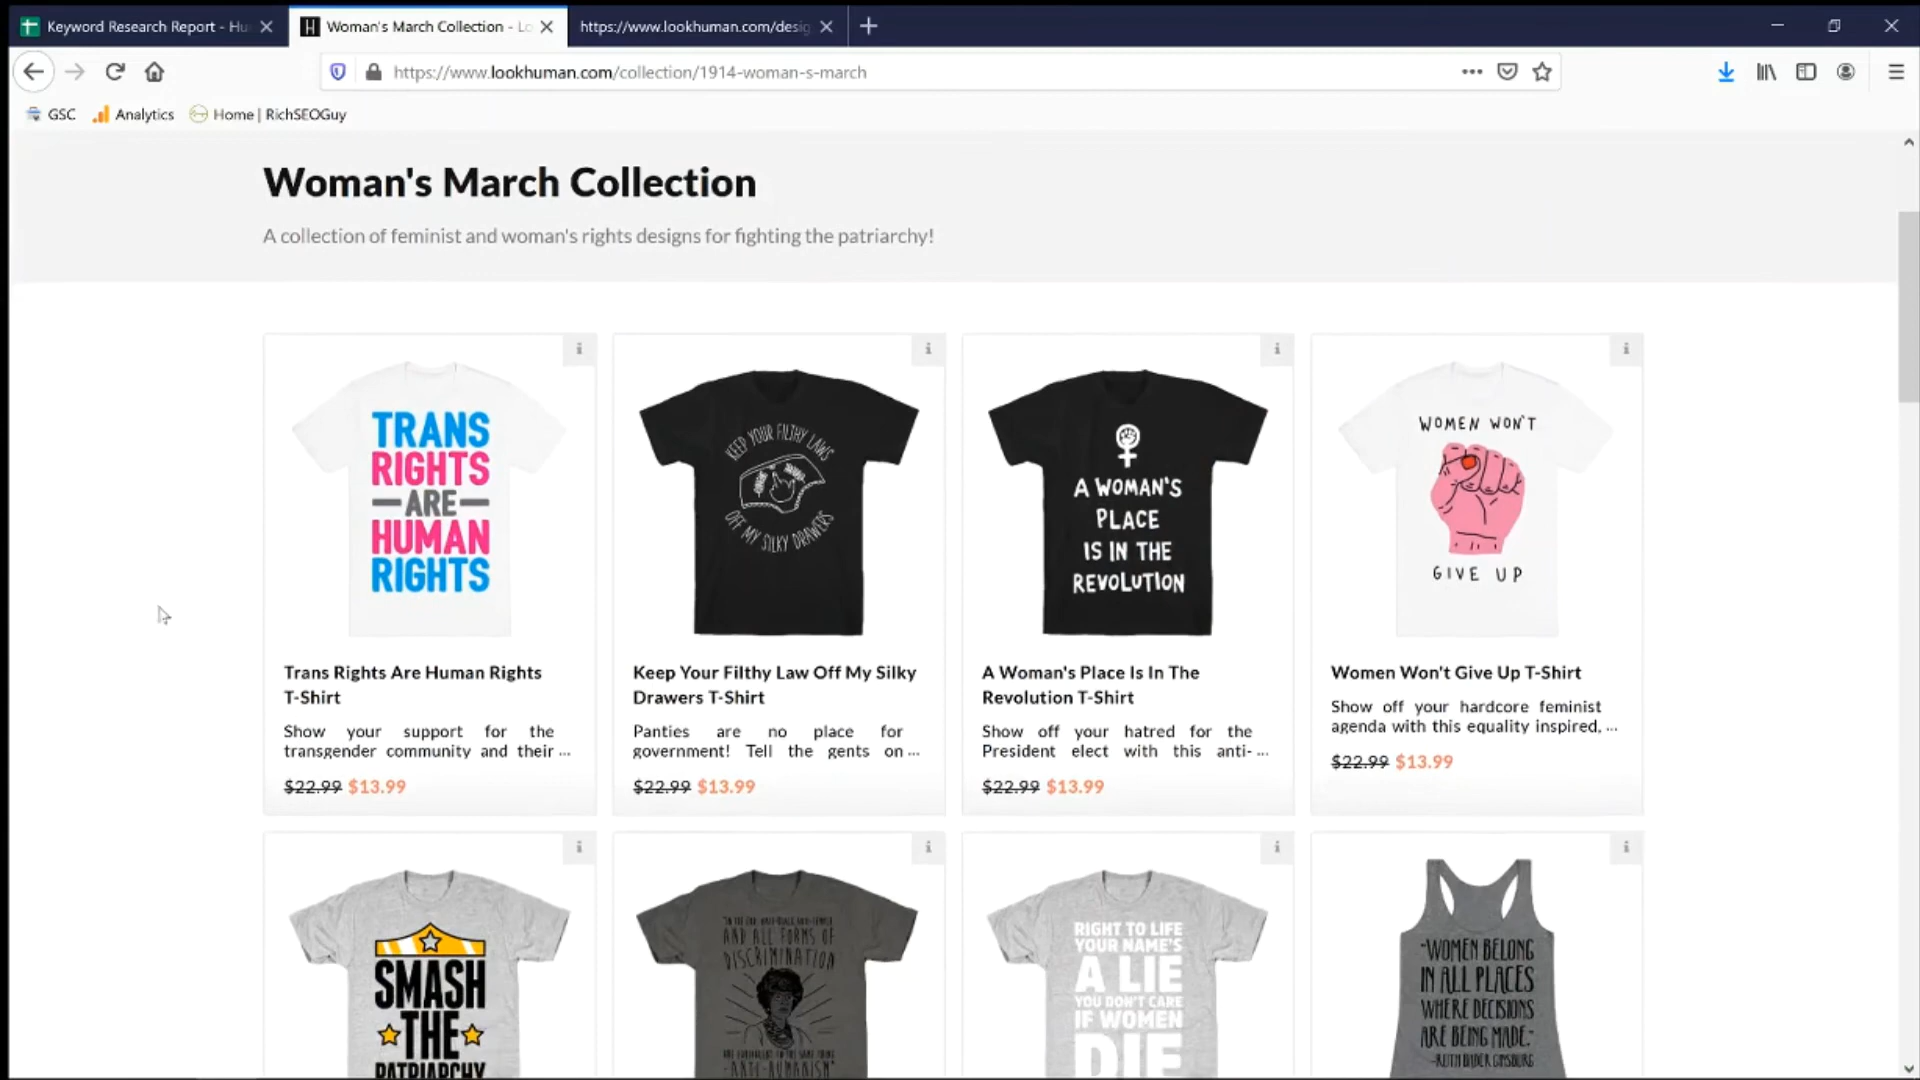 Keyword Research Report - Hu
Woman's March Collection - Lo
https://www.lookhuman.com/desig
https://www.lookhuman.com/collection/1914-woman-s-march
GSC
Analytics
Home | RichSEOGuy
Woman's March Collection
A collection of feminist and woman's rights designs for fighting the patriarchy!
TRANS
RIGHTS
ARE
HUMAN
RIGHTS
KEEP YOUR FILTHY LAWS
OFF MY SILKY DRAWERS
A WOMAN'S
PLACE
IS IN THE
REVOLUTION
WOMEN WON'T
GIVE UP
Trans Rights Are Human Rights
T-Shirt
Show your support for the
transgender community and their ...
$22.99 $13.99
Keep Your Filthy Law Off My Silky
Drawers T-Shirt
Panties are no place for
government! Tell the gents on ...
$22.99 $13.99
A Woman's Place Is In The
Revolution T-Shirt
Show off your hatred for the
President elect with this anti- ...
$22.99 $13.99
Women Won't Give Up T-Shirt
Show off your hardcore feminist
agenda with this equality inspired, ...
$22.99 $13.99
SMASH
THE
PATRIARCHY
AND ALL FORMS OF
DISCRIMINATION
RIGHT TO LIFE
YOUR NAME'S
A LIE
YOU DON'T CARE
IF WOMEN
DIE
"WOMEN BELONG
IN ALL PLACES
WHERE DECISIONS
ARE BEING MADE."
-RUTH BADER GINSBURG